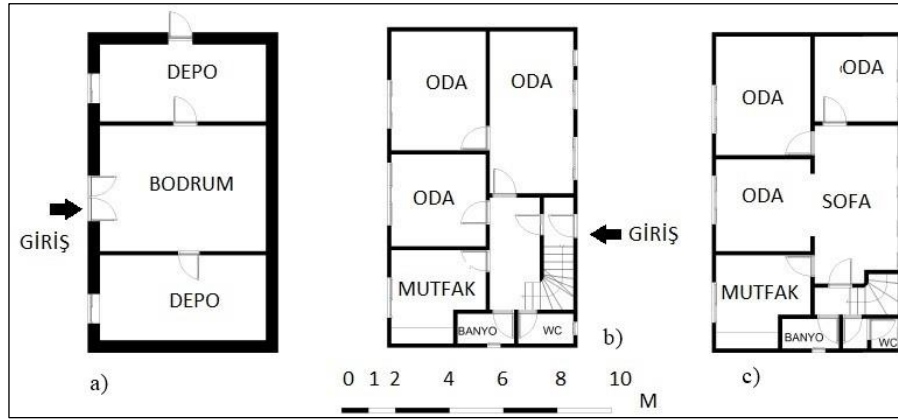 DEPO
BODRUM
GİRİŞ
DEPO
a)
ODA
ODA
ODA
GİRİŞ
MUTFAK
BANYO
WC
b)
ODA
ODA
ODA
SOFA
MUTFAK
BANYO
WC
c)
0 1 2 4 6 8 10
M